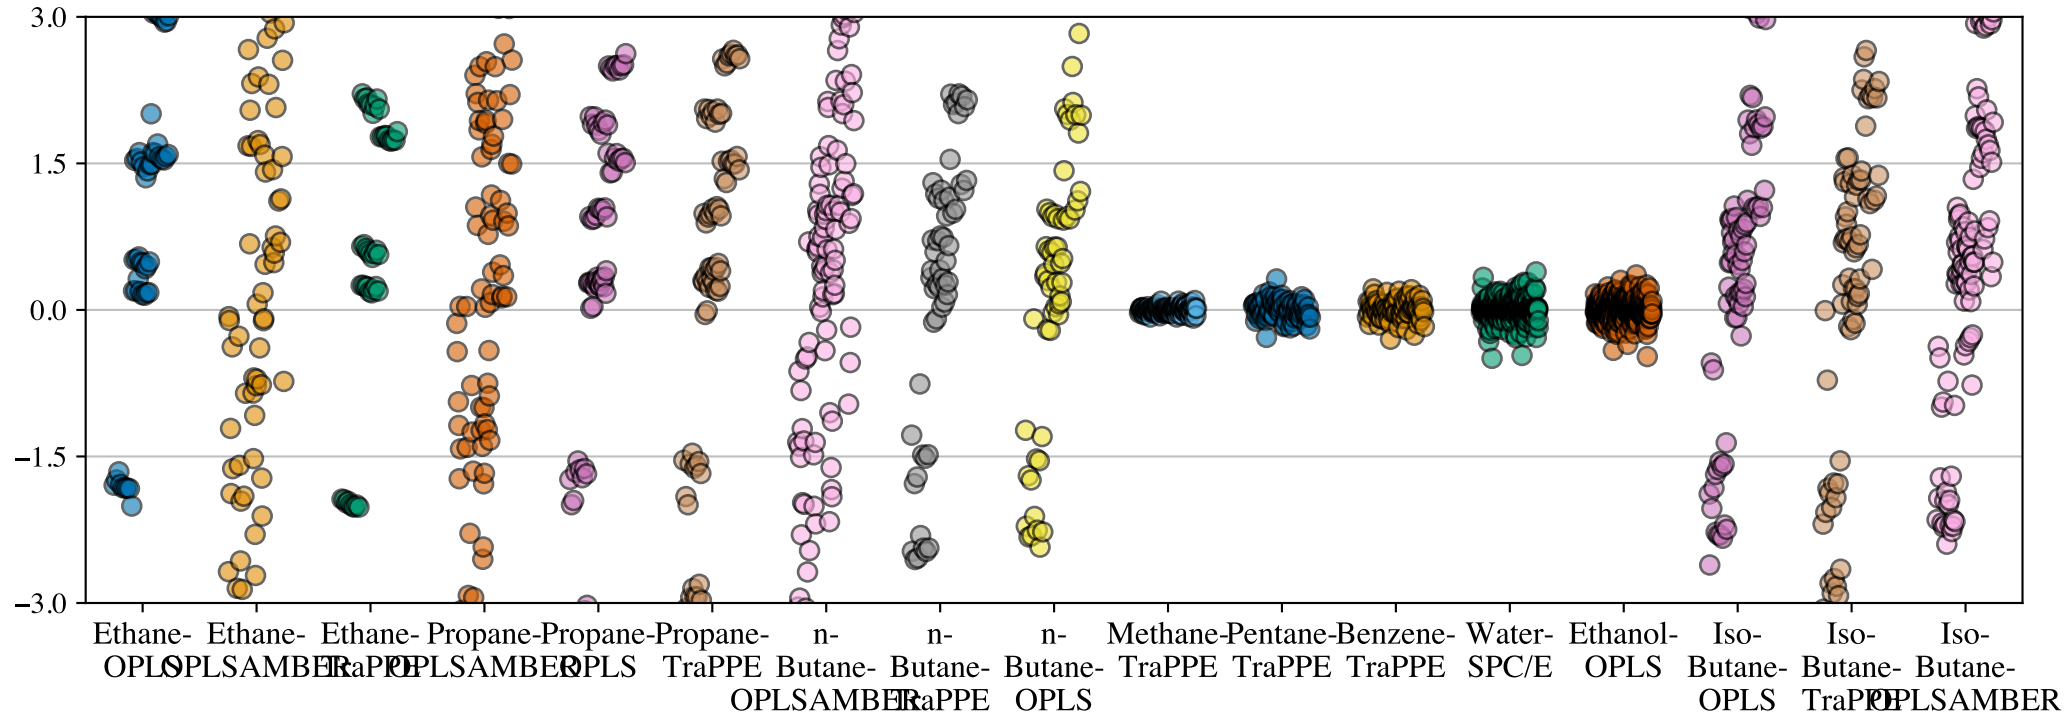 3.0
1.5
0.0
−1.5
−3.0
Ethane-
OPLS
Ethane-
OPLSAMBER
Ethane-
TraPPE
Propane-
OPLSAMBER
Propane-
OPLS
Propane-
TraPPE
n-
Butane-
OPLSAMBER
n-
Butane-
TraPPE
n-
Butane-
OPLS
Methane-
TraPPE
Pentane-
TraPPE
Benzene-
TraPPE
Water-
SPC/E
Ethanol-
OPLS
Iso-
Butane-
OPLS
Iso-
Butane-
TraPPE
Iso-
Butane-
OPLSAMBER